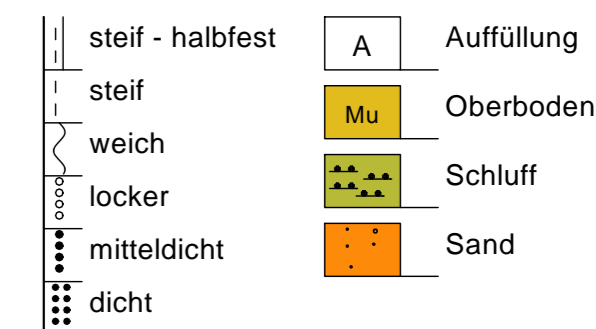 steif - halbfest
steif
weich
locker
mitteldicht
dicht
A Auffüllung
Mu Oberboden
Schluff
Sand